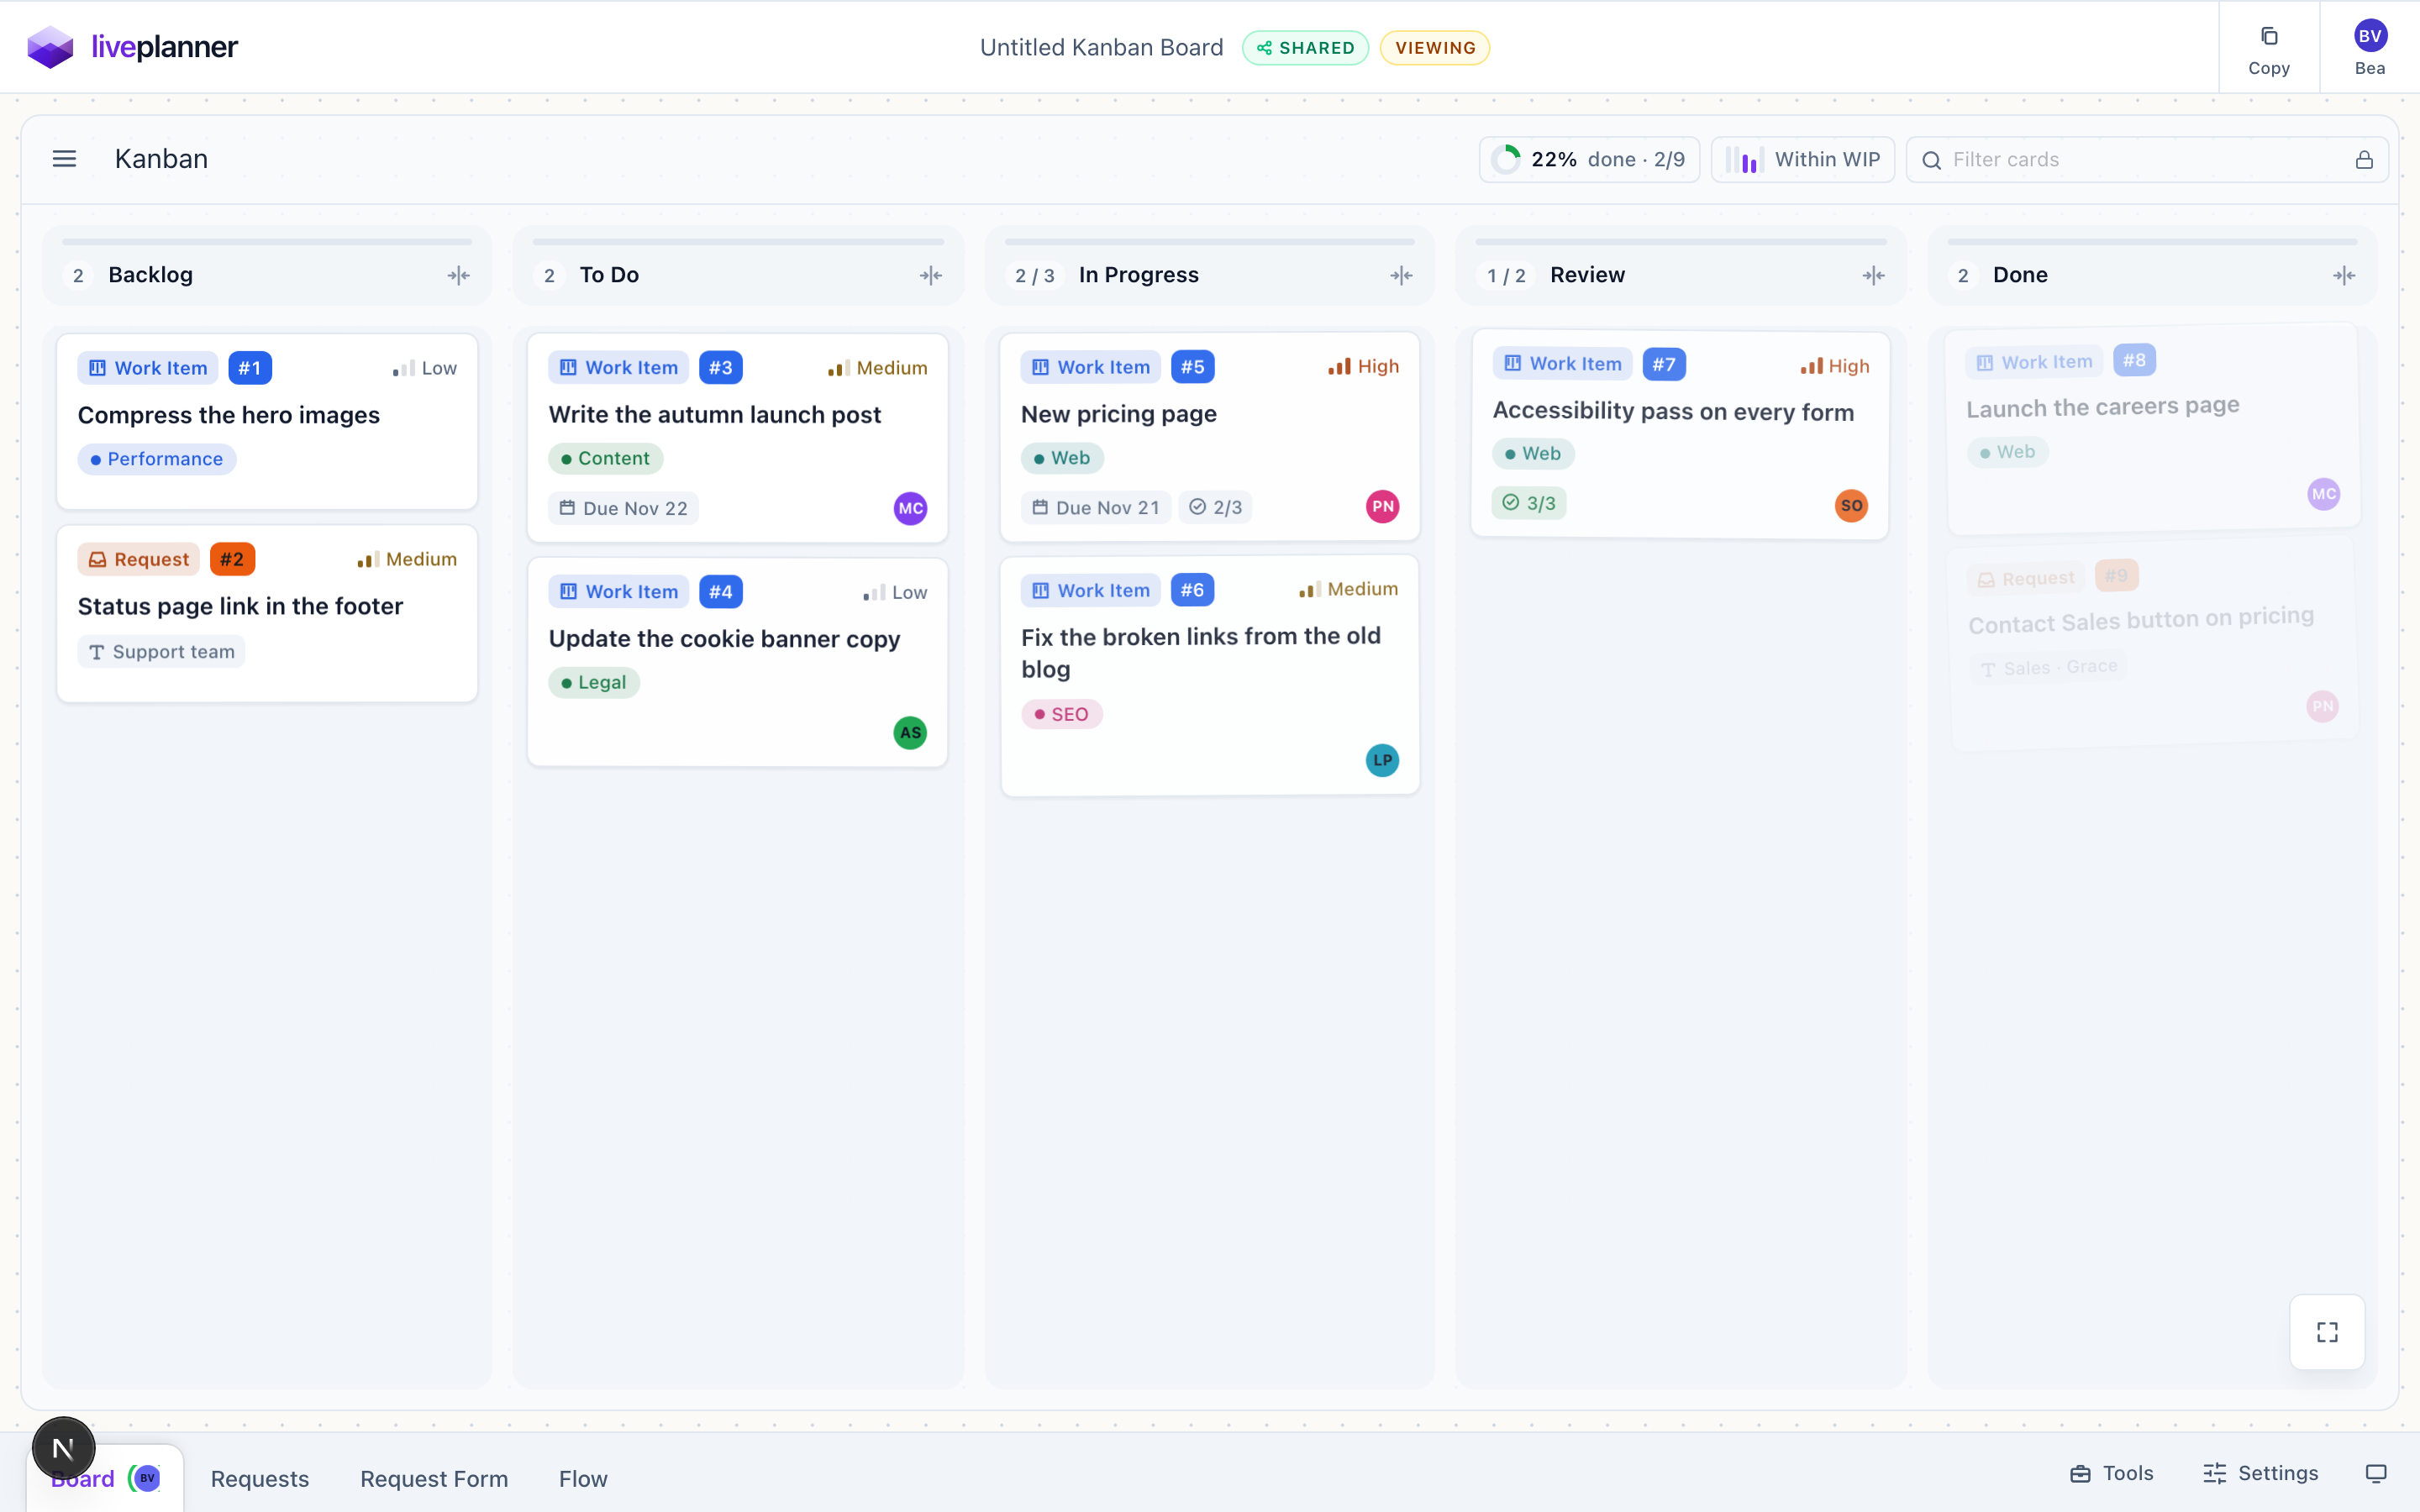 liveplanner
Untitled Kanban Board
SHARED
VIEWING
Copy
BV
Bea
Kanban
22% done · 2/9
Within WIP
Filter cards
2 Backlog
Work Item #1 Low
Compress the hero images
Performance
Request #2 Medium
Status page link in the footer
Support team
2 To Do
Work Item #3 Medium
Write the autumn launch post
Content
Due Nov 22 MC
Work Item #4 Low
Update the cookie banner copy
Legal
AS
2 / 3 In Progress
Work Item #5 High
New pricing page
Web
Due Nov 21 2/3 PN
Work Item #6 Medium
Fix the broken links from the old
blog
SEO
LP
1 / 2 Review
Work Item #7 High
Accessibility pass on every form
Web
3/3 SO
2 Done
Work Item #8
Launch the careers page
Web
MC
Request #9
Contact Sales button on pricing
Sales · Grace
PN
N
Board BV
Requests
Request Form
Flow
Tools
Settings